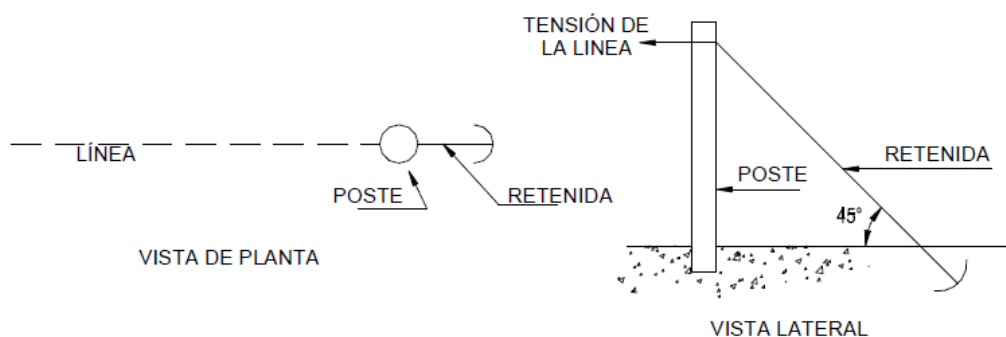 LÍNEA
POSTE
RETENIDA
VISTA DE PLANTA
TENSIÓN DE
LA LINEA
RETENIDA
POSTE
45°
VISTA LATERAL